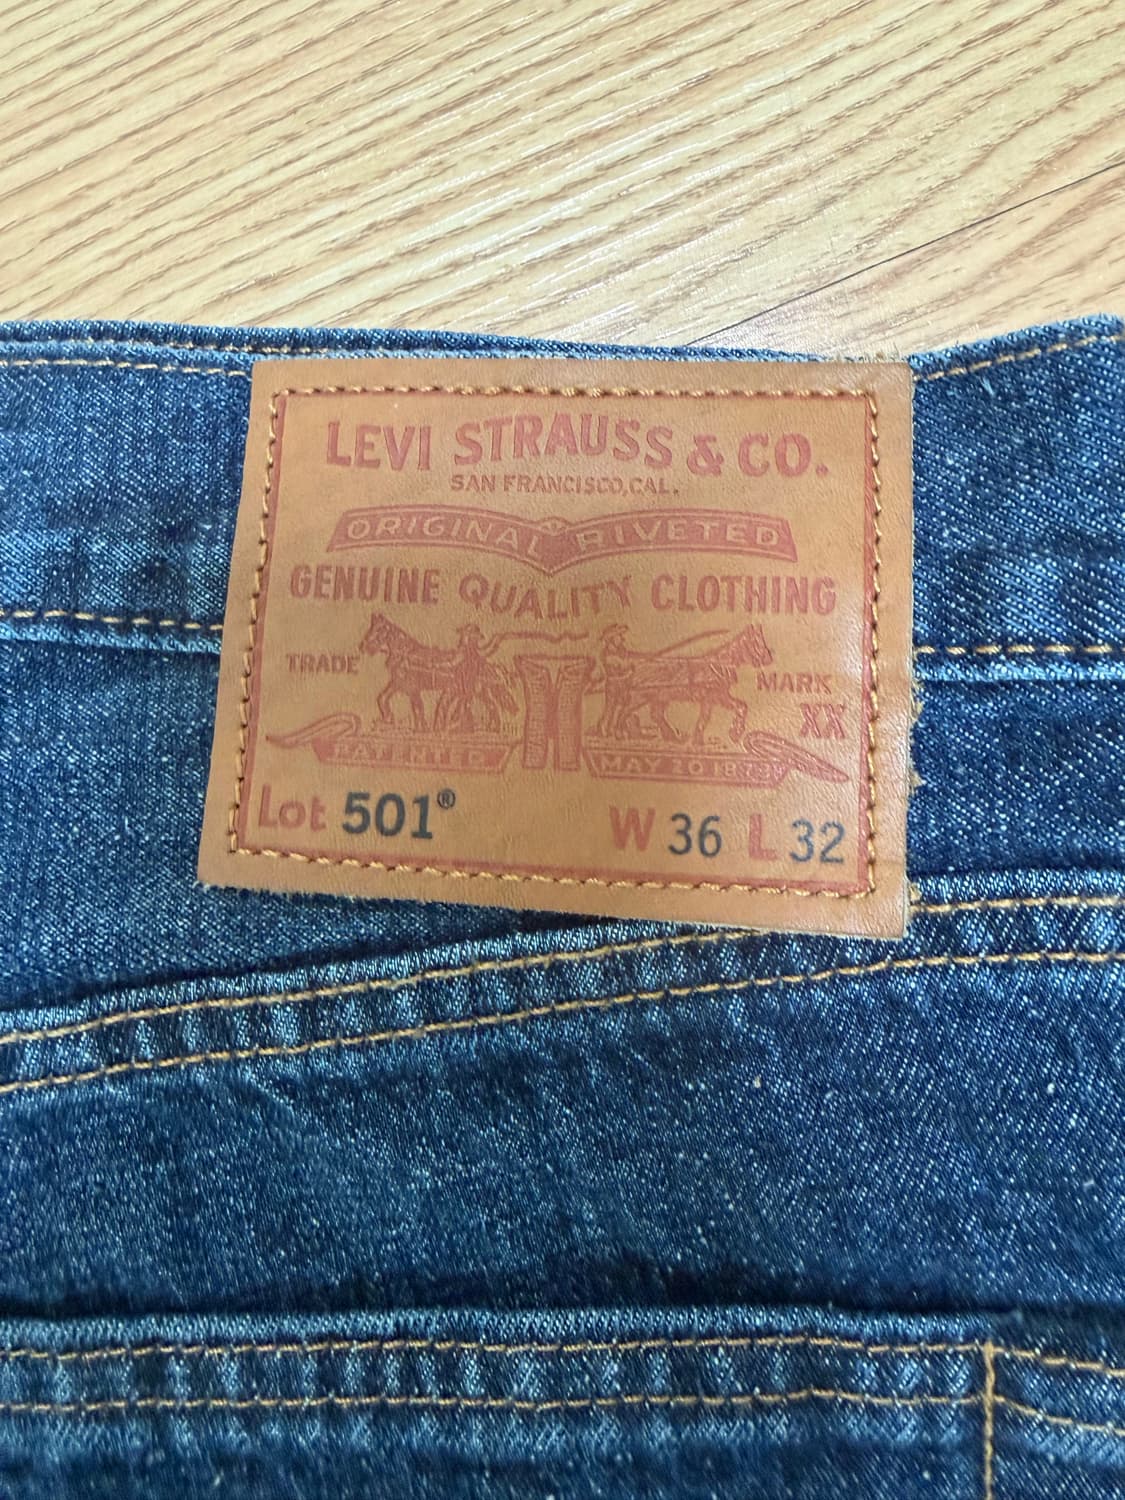 LEVI STRAUSS & CO.
SAN FRANCISCO, CAL.
ORIGINAL RIVETED
GENUINE QUALITY CLOTHING
TRADE MARK
XX
PATENTED MAY 20 1873
Lot 501® W 36 L 32